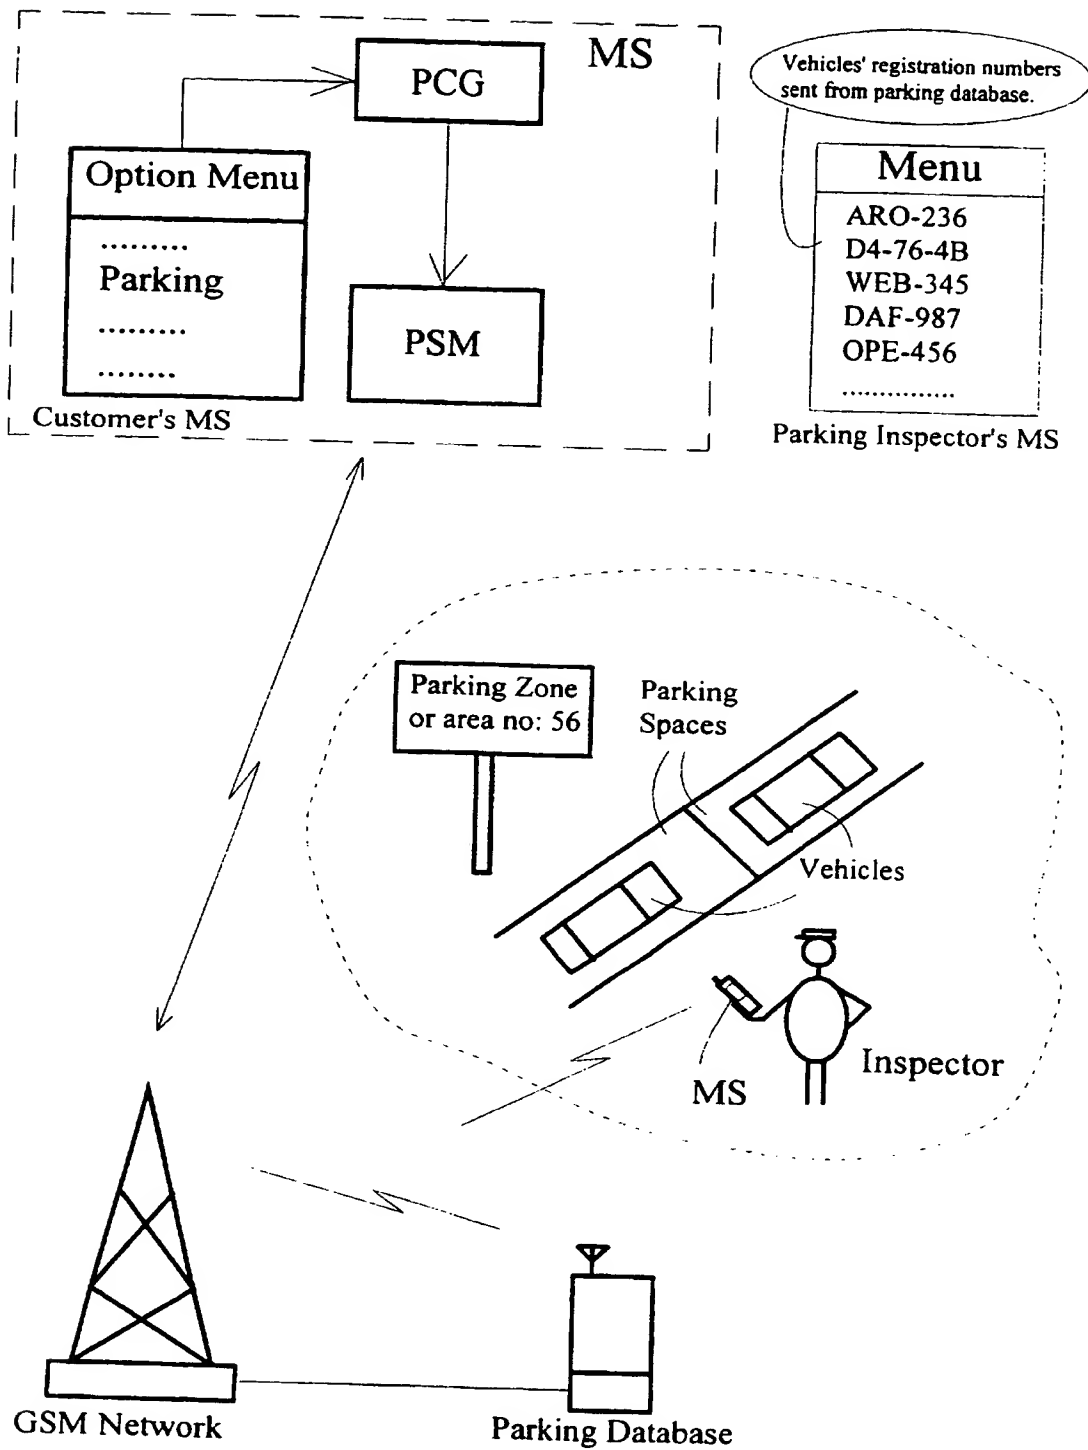 MS
PCG
Option Menu
.........
Parking
.........
........
PSM
Customer's MS
Vehicles' registration numbers
sent from parking database.
Menu
ARO-236
D4-76-4B
WEB-345
DAF-987
OPE-456
...............
Parking Inspector's MS
Parking Zone
or area no: 56
Parking
Spaces
Vehicles
MS
Inspector
GSM Network
Parking Database